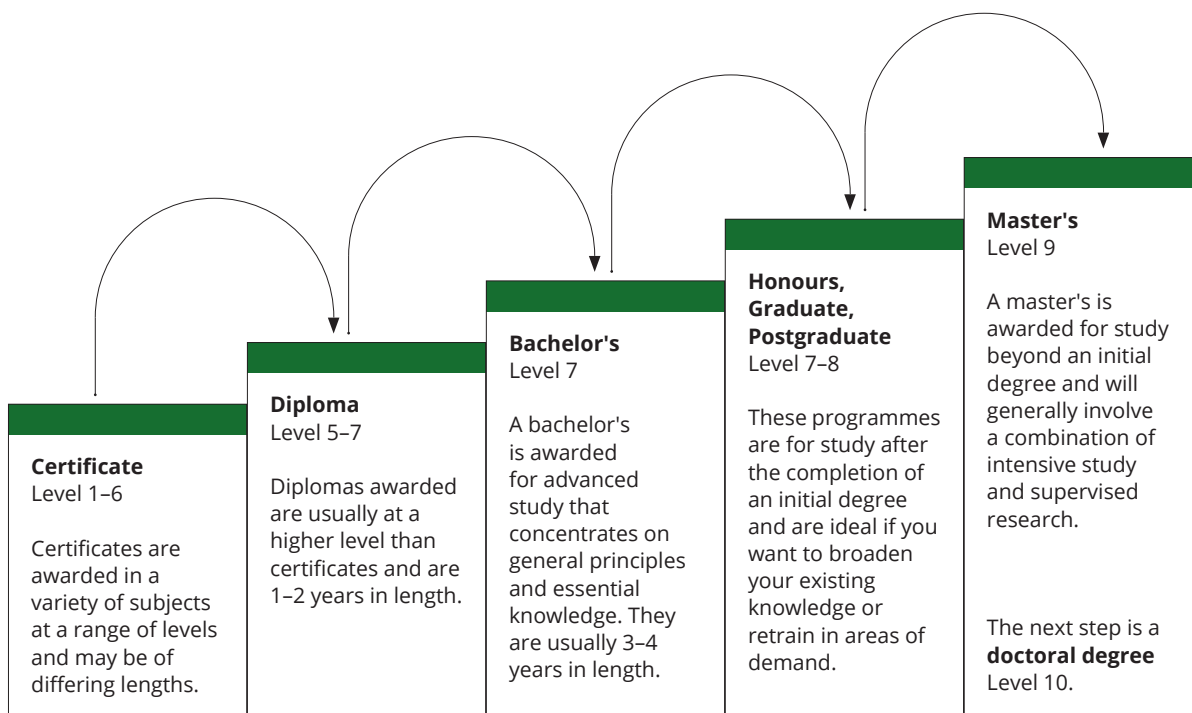 Certificate
Level 1–6
Certificates are
awarded in a
variety of subjects
at a range of levels
and may be of
differing lengths.
Diploma
Level 5–7
Diplomas awarded
are usually at a
higher level than
certificates and are
1–2 years in length.
Bachelor's
Level 7
A bachelor's
is awarded
for advanced
study that
concentrates on
general principles
and essential
knowledge. They
are usually 3–4
years in length.
Honours,
Graduate,
Postgraduate
Level 7–8
These programmes
are for study after
the completion of
an initial degree
and are ideal if you
want to broaden
your existing
knowledge or
retrain in areas of
demand.
Master's
Level 9
A master's is
awarded for study
beyond an initial
degree and will
generally involve
a combination of
intensive study
and supervised
research.
The next step is a
doctoral degree
Level 10.